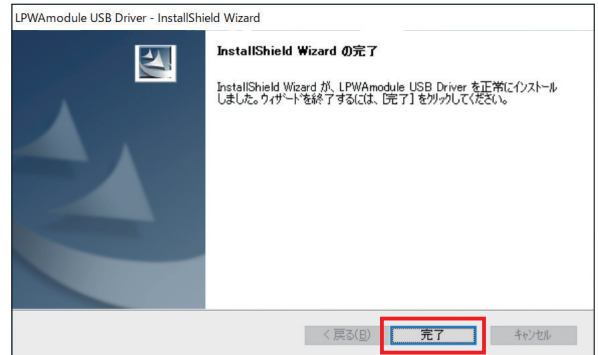 LPWAmodule USB Driver - InstallShield Wizard
InstallShield Wizard の完了
InstallShield Wizard が、LPWAmodule USB Driver を正常にインストール
しました。ウィザードを終了するには、[完了] をクリックしてください。
< 戻る(B)
完了
キャンセル